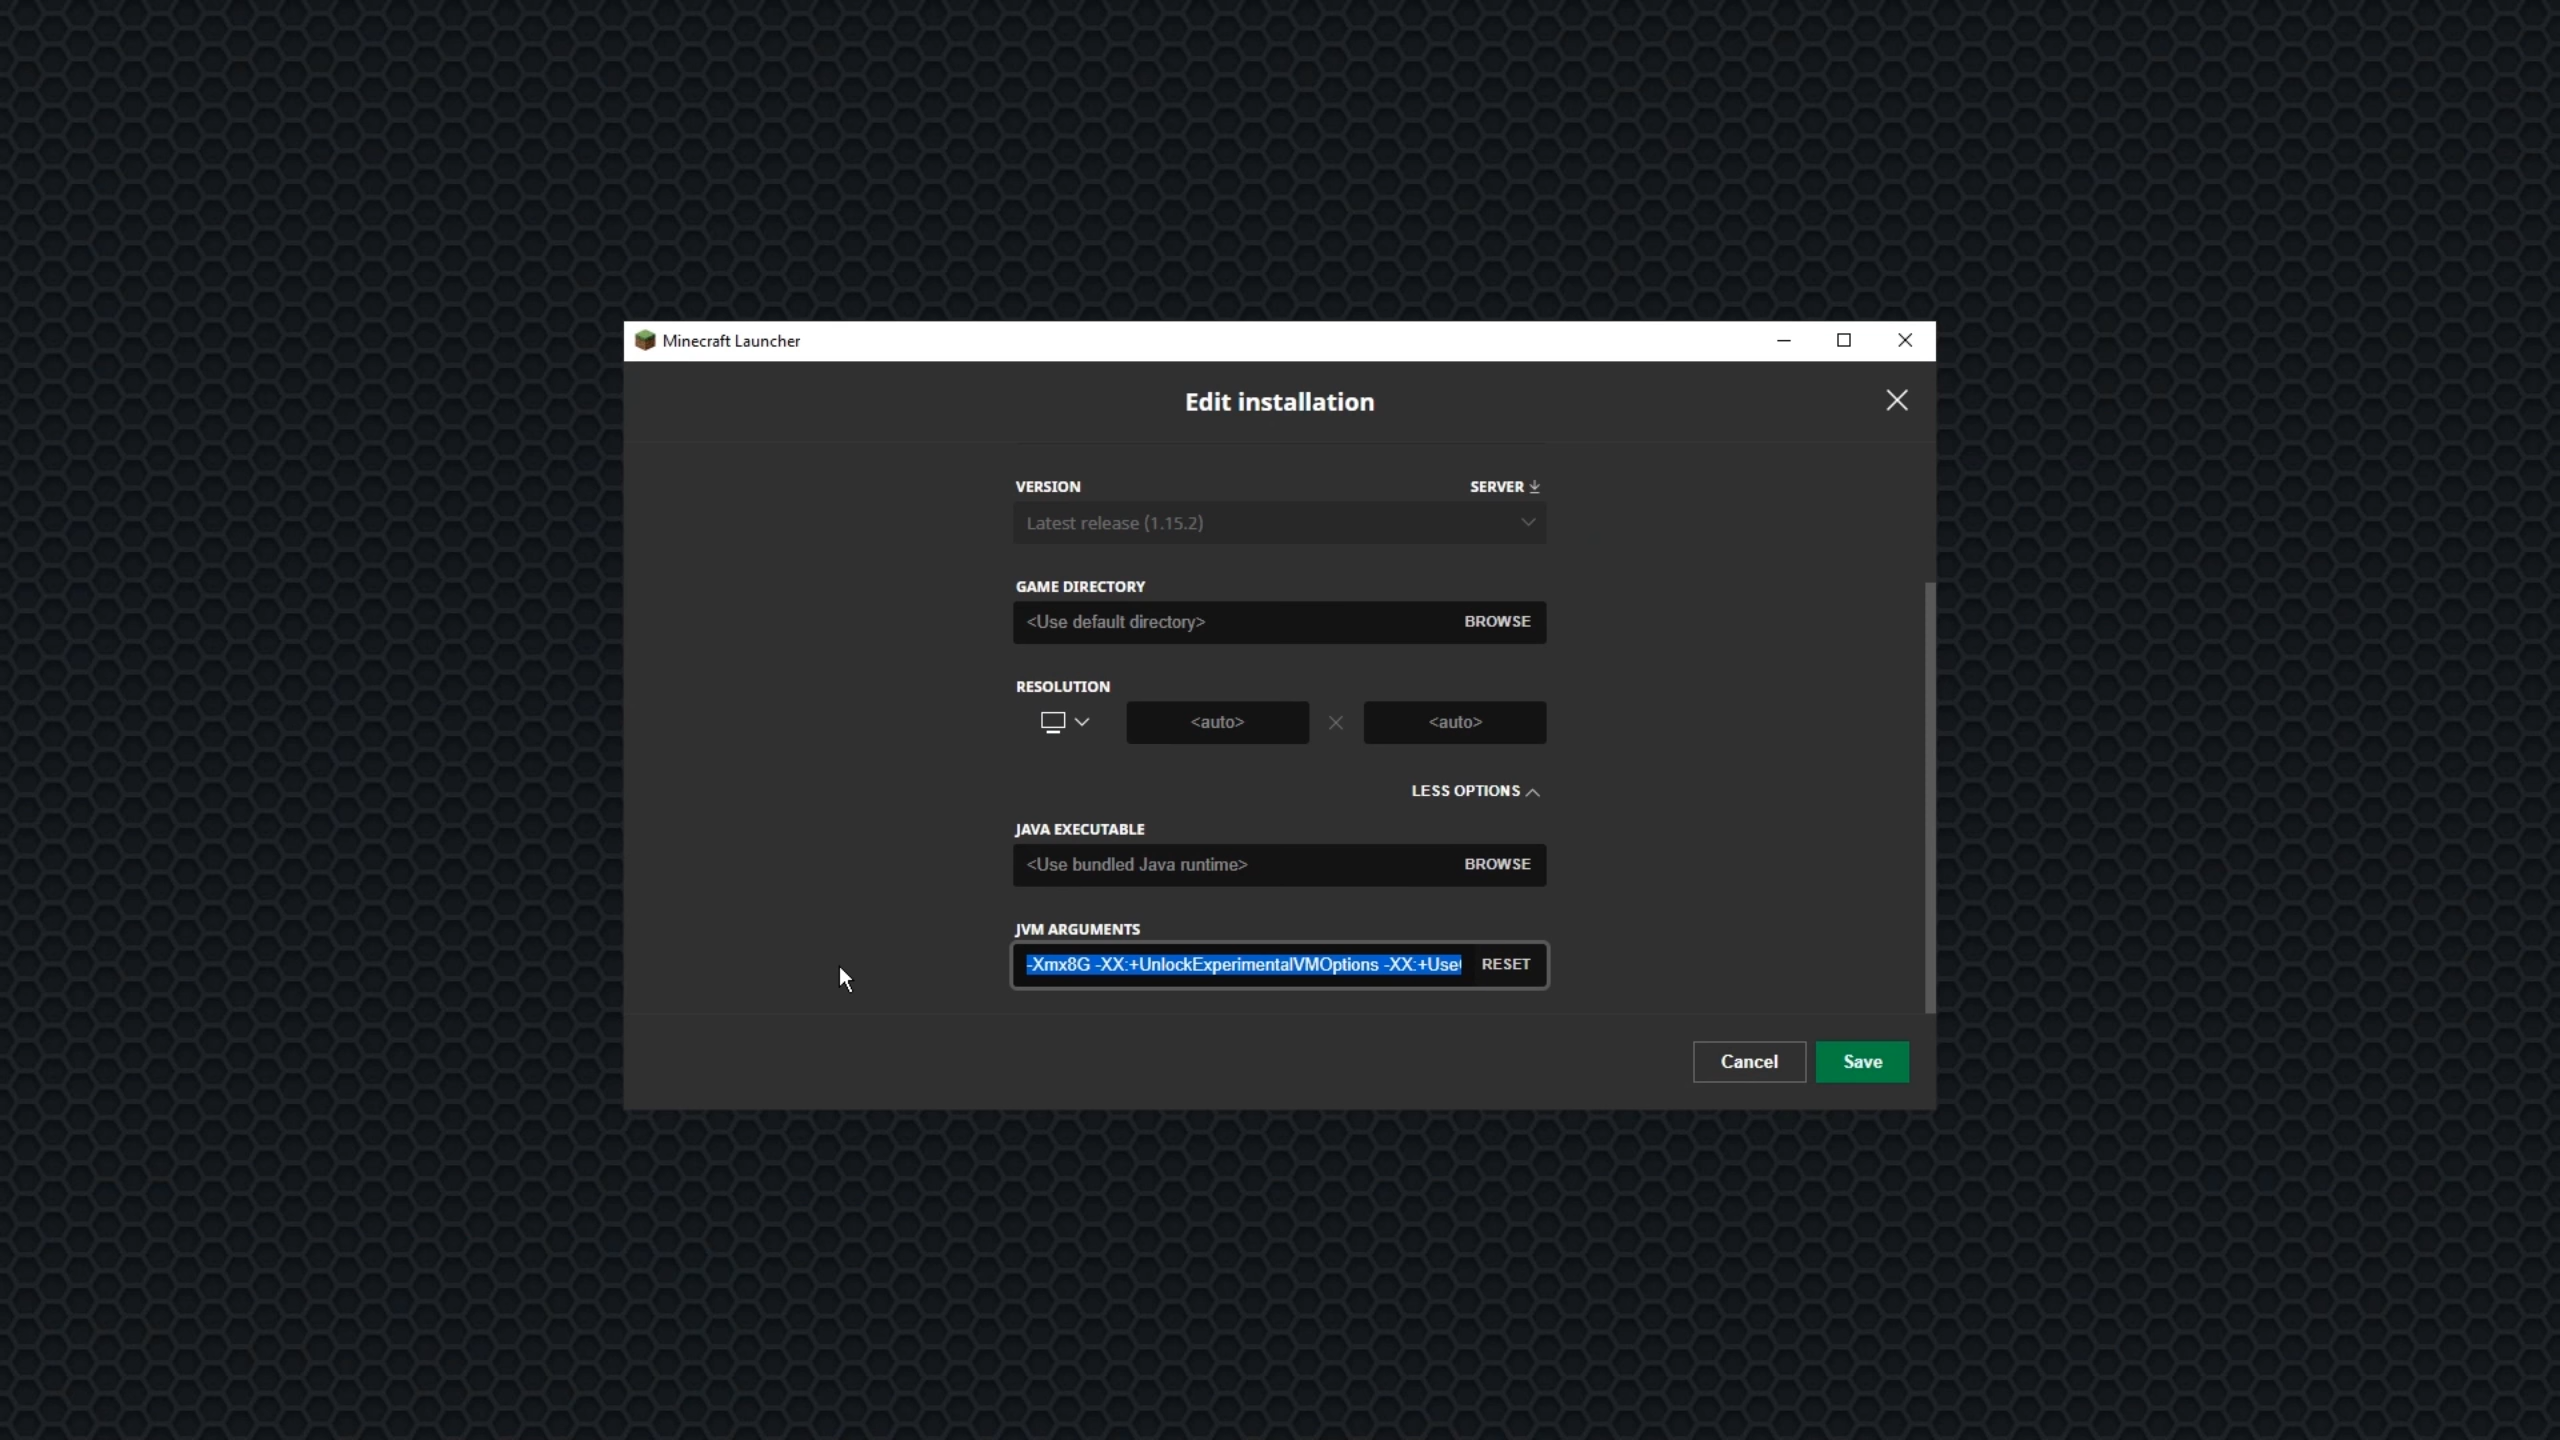 Minecraft Launcher
Edit installation
VERSION
SERVER
Latest release (1.15.2)
GAME DIRECTORY
<Use default directory>
BROWSE
RESOLUTION
<auto>
<auto>
LESS OPTIONS
JAVA EXECUTABLE
<Use bundled Java runtime>
BROWSE
JVM ARGUMENTS
-Xmx8G -XX:+UnlockExperimentalVMOptions -XX:+Use
RESET
Cancel
Save